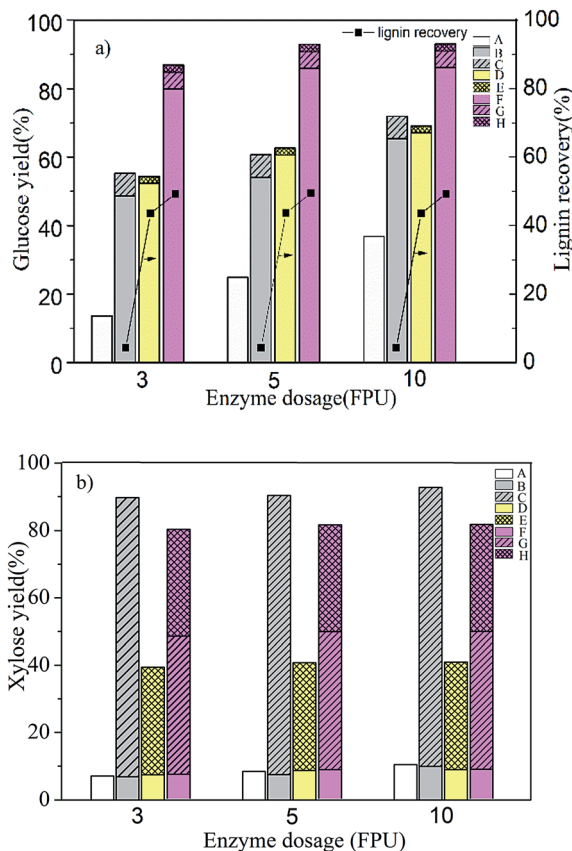 a)
lignin recovery
A
B
C
D
E
F
G
H
100
80
60
40
20
0
Glucose yield(%)
100
80
60
40
20
0
Lignin recovery(%)
3 5 10
Enzyme dosage(FPU)
b)
A
B
C
D
E
F
G
H
100
80
60
40
20
0
Xylose yield(%)
3 5 10
Enzyme dosage (FPU)